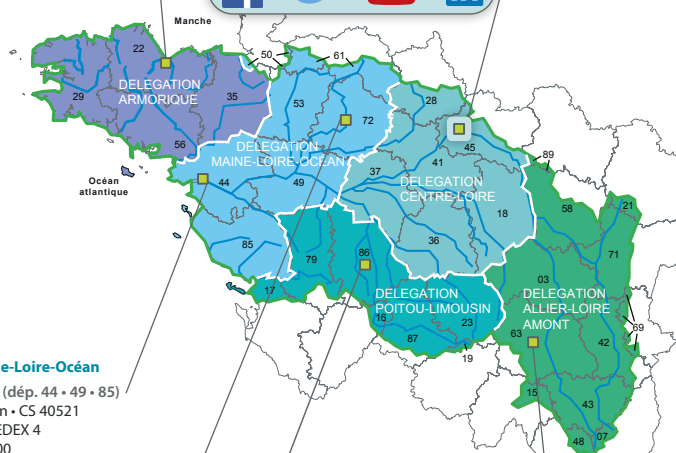 Manche
50
61
22
DELEGATION
ARMORIQUE
29
35
53
72
28
56
DELEGATION
MAINE-LOIRE-OCÉAN
45
89
41
37
Océan
atlantique
44
49
DELEGATION
CENTRE-LOIRE
58
21
18
85
36
71
79
86
03
17
DELEGATION
POITOU-LIMOUSIN
DELEGATION
ALLIER-LOIRE
AMONT
16
23
63
69
87
42
19
e-Loire-Océan
(dép. 44 • 49 • 85)
n • CS 40521
EDEX 4
00
15
43
48
07